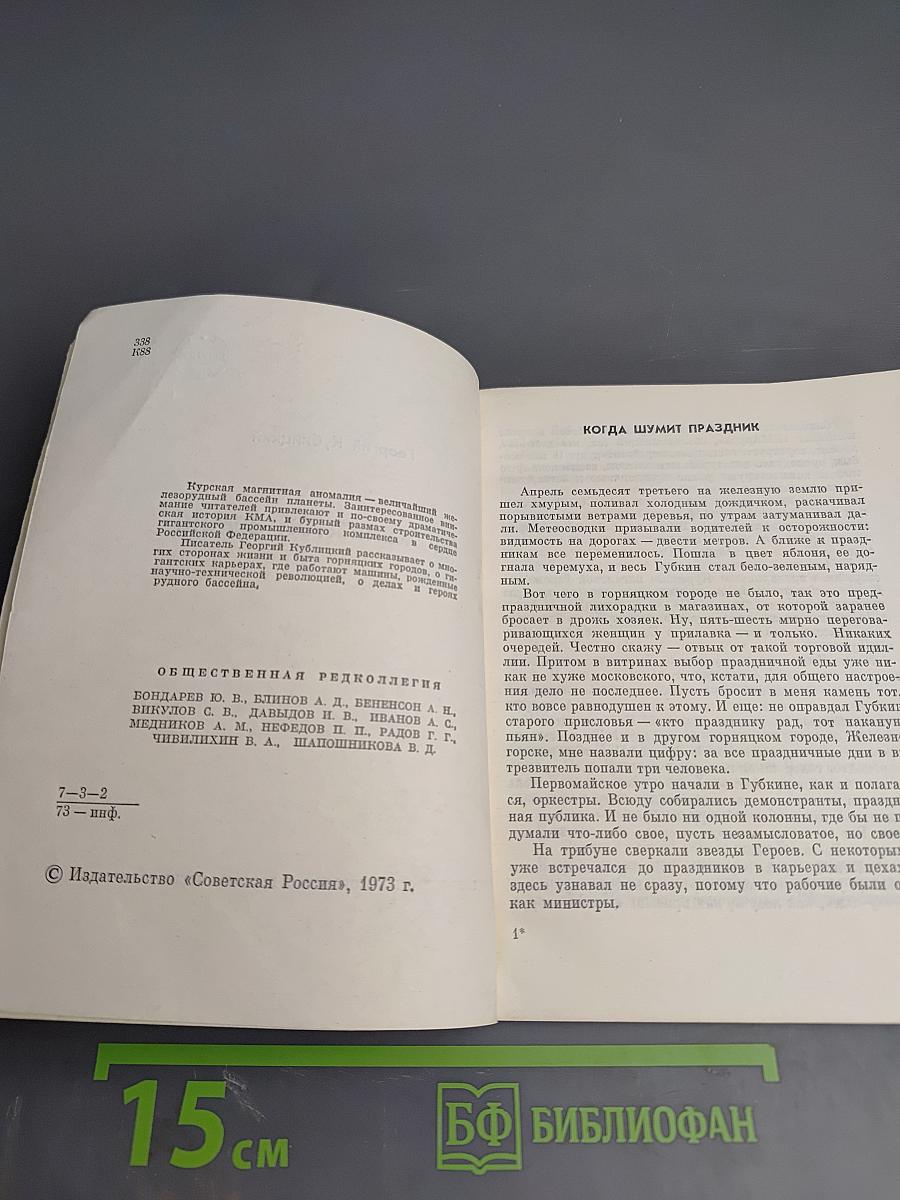 338
К88
Курская магнитная аномалия — величайший же-
лезорудный бассейн планеты. Заинтересованное вни-
мание читателей привлекают и по-своему драматиче-
ская история КМА, и бурный размах строительства
гигантского промышленного комплекса в сердце
Российской Федерации.
Писатель Георгий Кублицкий рассказывает о мно-
гих сторонах жизни и быта горняцких городов, о ги-
гантских карьерах, где работают машины, рожденные
научно-технической революцией, о делах и героях
рудного бассейна.
ОБЩЕСТВЕННАЯ РЕДКОЛЛЕГИЯ
БОНДАРЕВ Ю. В., БЛИНОВ А. Д., БЕНЕНСОН А. Н.,
ВИКУЛОВ С. В., ДАВЫДОВ И. В., ИВАНОВ А. С.,
МЕДНИКОВ А. М., НЕФЕДОВ П. П., РАДОВ Г. Г.,
ЧИВИЛИХИН В. А., ШАПОШНИКОВА В. Д.
7—3—2
73 — инф.
© Издательство «Советская Россия», 1973 г.
КОГДА ШУМИТ ПРАЗДНИК
Апрель семьдесят третьего на железную землю при-
шел хмурым, поливал холодным дождичком, раскачивал
порывистыми ветрами деревья, по утрам затуманивал да-
ли. Метеосводки призывали водителей к осторожности:
видимость на дорогах — двести метров. А ближе к празд-
никам все переменилось. Пошла в цвет яблоня, ее до-
гнала черемуха, и весь Губкин стал бело-зеленым, наряд-
ным.
Вот чего в горняцком городе не было, так это пред-
праздничной лихорадки в магазинах, от которой заранее
бросает в дрожь хозяек. Ну, пять-шесть мирно перегова-
ривающихся женщин у прилавка — и только. Никаких
очередей. Честно скажу — отвык от такой торговой идил-
лии. Притом в витринах выбор праздничной еды уже ни-
как не хуже московского, что, кстати, для общего настрое-
ния дело не последнее. Пусть бросит в меня камень тот,
кто вовсе равнодушен к этому. И еще: не оправдал Губкин
старого присловья — «кто празднику рад, тот накануне
пьян». Позднее и в другом горняцком городе, Железно
горске, мне назвали цифру: за все праздничные дни в вы
трезвитель попали три человека.
Первомайское утро начали в Губкине, как и полага
ся, оркестры. Всюду собирались демонстранты, праздн
ная публика. И не было ни одной колонны, где бы не п
думали что-либо свое, пусть незамысловатое, но свое
На трибуне сверкали звезды Героев. С некоторым
уже встречался до праздников в карьерах и цехах
здесь узнавал не сразу, потому что рабочие были о
как министры.
1*
15 см
БФ БИБЛИОФАН